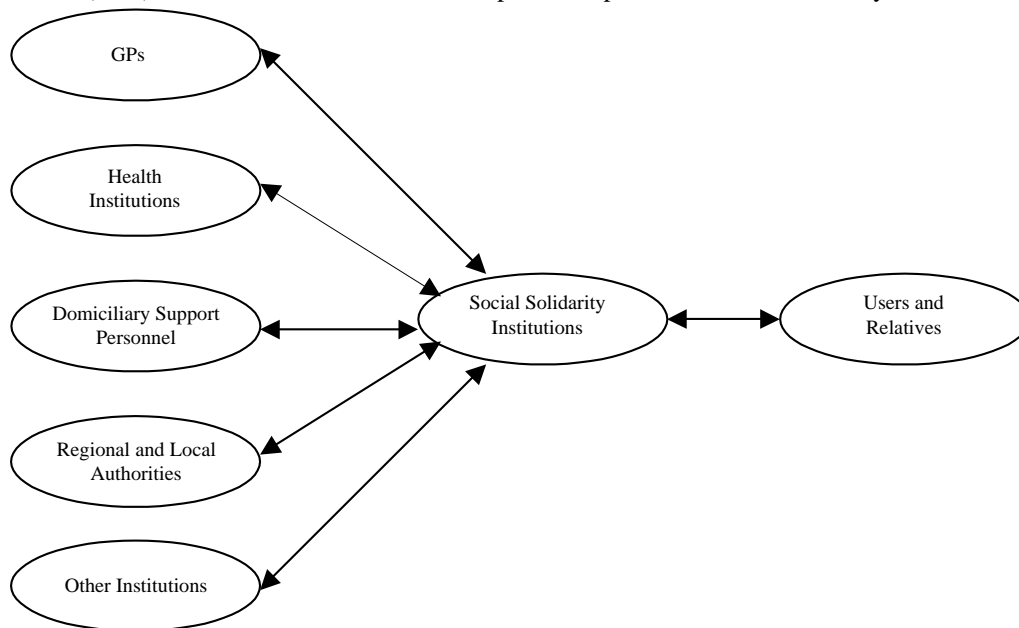 GPs
Health
Institutions
Domiciliary Support
Personnel
Regional and Local
Authorities
Other Institutions
Social Solidarity
Institutions
Users and
Relatives